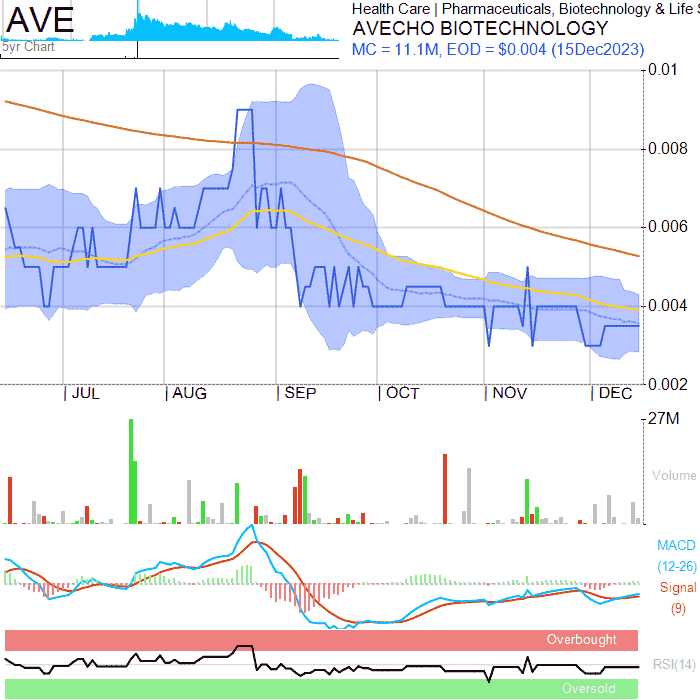 AVE
Health Care | Pharmaceuticals, Biotechnology & Life
AVECHO BIOTECHNOLOGY
MC = 11.1M, EOD = $0.004 (15Dec2023)
5yr Chart
0.01
0.008
0.006
0.004
0.002
JUL
AUG
SEP
OCT
NOV
DEC
27M
Volume
MACD
(12-26)
Signal
(9)
Overbought
RSI(14)
Oversold